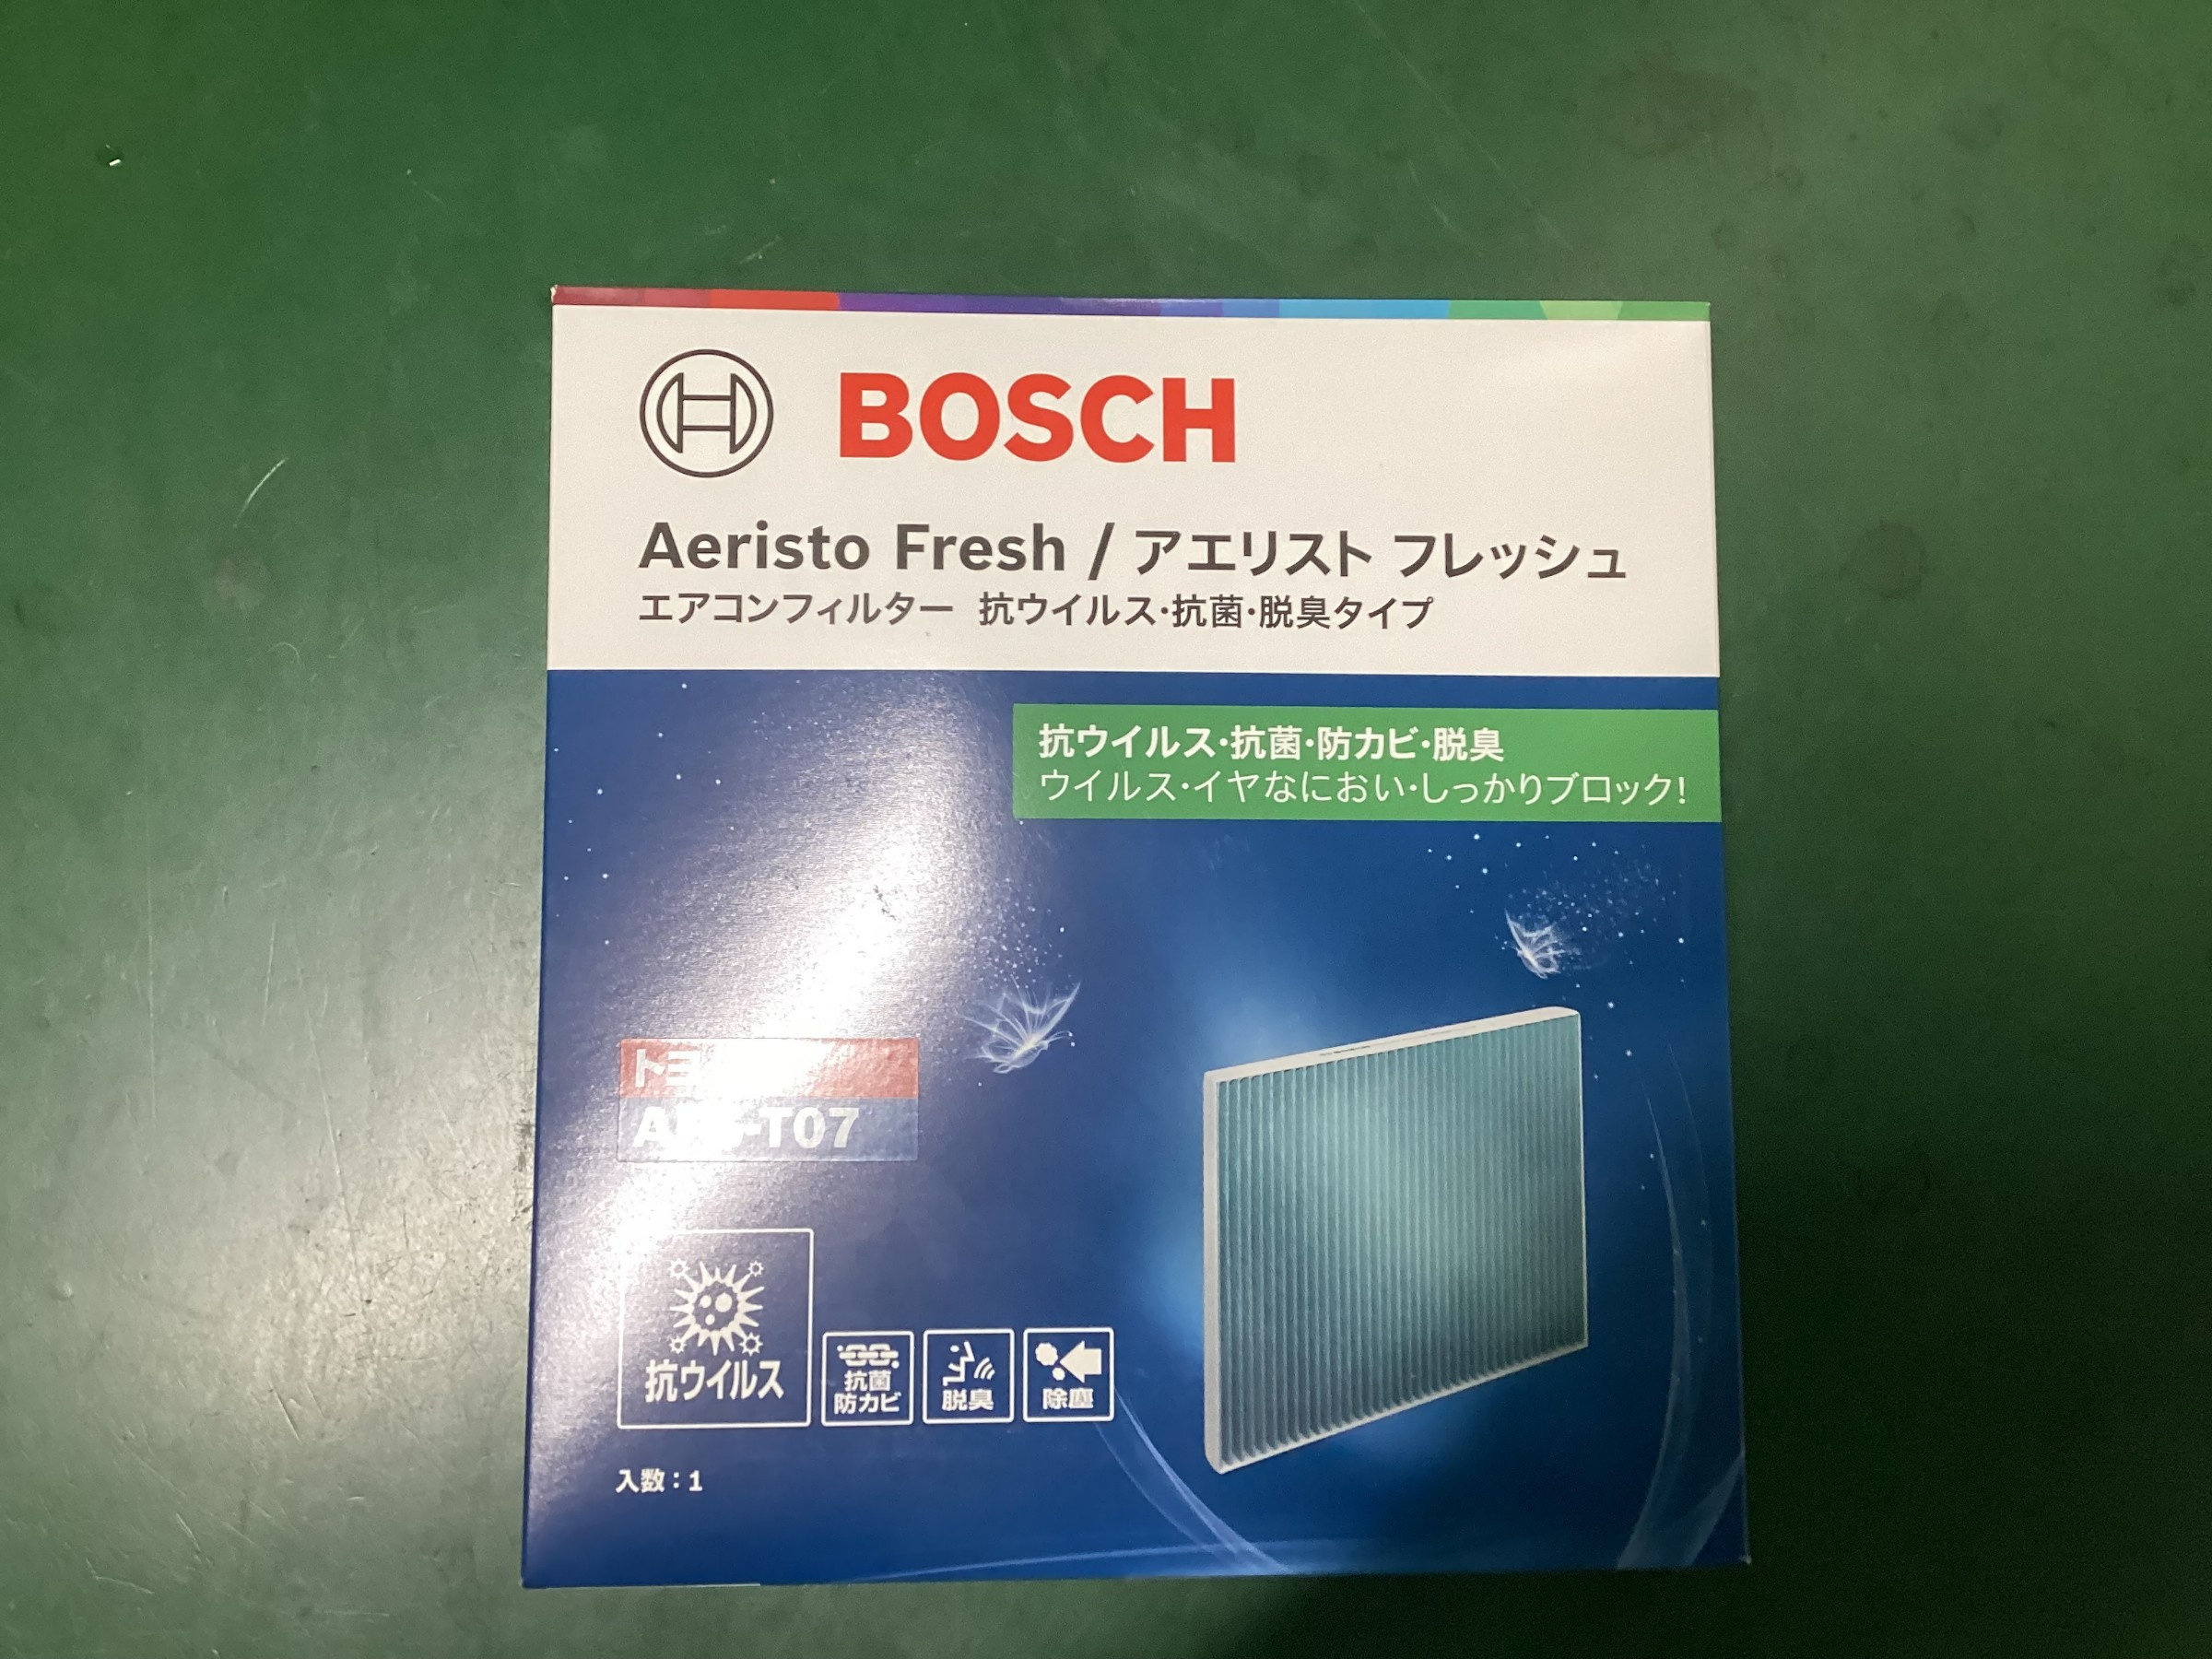 BOSCH
Aeristo Fresh / アエリスト フレッシュ
エアコンフィルター 抗ウイルス・抗菌・脱臭タイプ
抗ウイルス・抗菌・防カビ・脱臭
ウイルス・イヤなにおい・しっかりブロック!
抗ウイルス
抗菌
防カビ
脱臭
除塵
入数：1